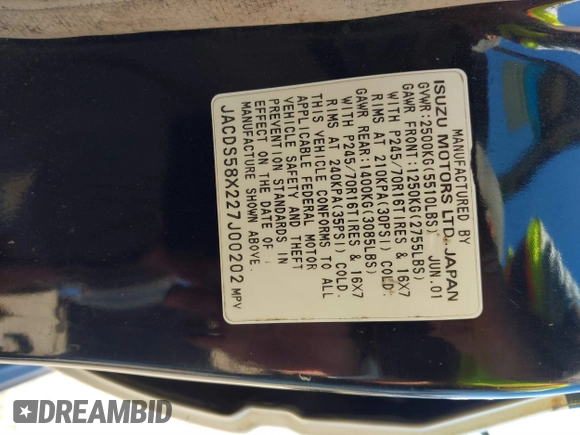 MANUFACTURED BY
ISUZU MOTORS LTD. JAPAN
GVWR:2500KG(5510LBS) JUN.01
GAWR FRONT:1250KG(2755LBS)
WITH P245/70R16TIRES & 16X7
RIMS AT 210KPA(30PSI) COLD
GAWR REAR:1400KG(3085LBS)
WITH P245/70R16TIRES & 16X7
RIMS AT 240KPA(35PSI) COLD.
THIS VEHICLE CONFORMS TO ALL
APPLICABLE FEDERAL MOTOR
VEHICLE SAFETY AND THEFT
PREVENTION STANDARDS IN
EFFECT ON THE DATE OF
MANUFACTURE SHOWN ABOVE.
JACDS58X227J00202 MPV
DREAMBID